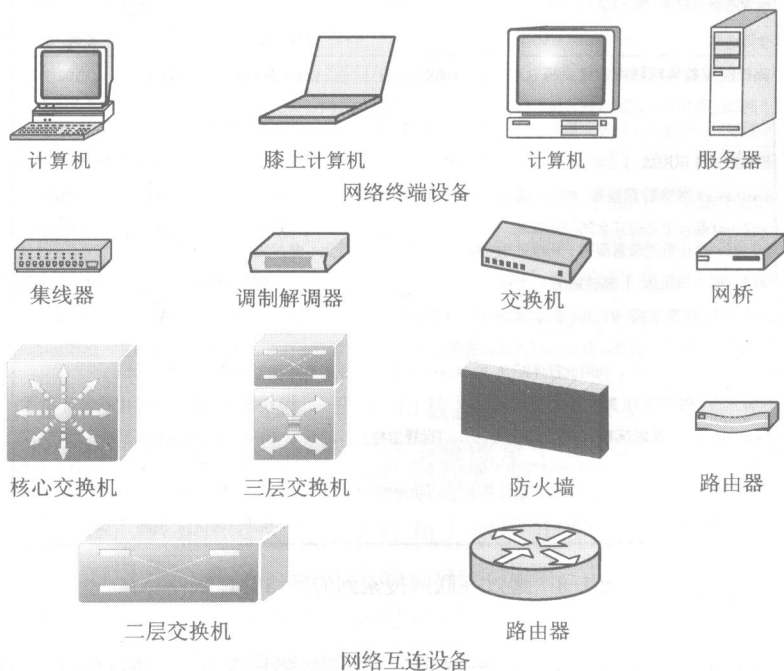 计算机 膝上计算机 计算机 服务器
网络终端设备
集线器 调制解调器 交换机 网桥
核心交换机 三层交换机 防火墙 路由器
二层交换机 路由器
网络互连设备